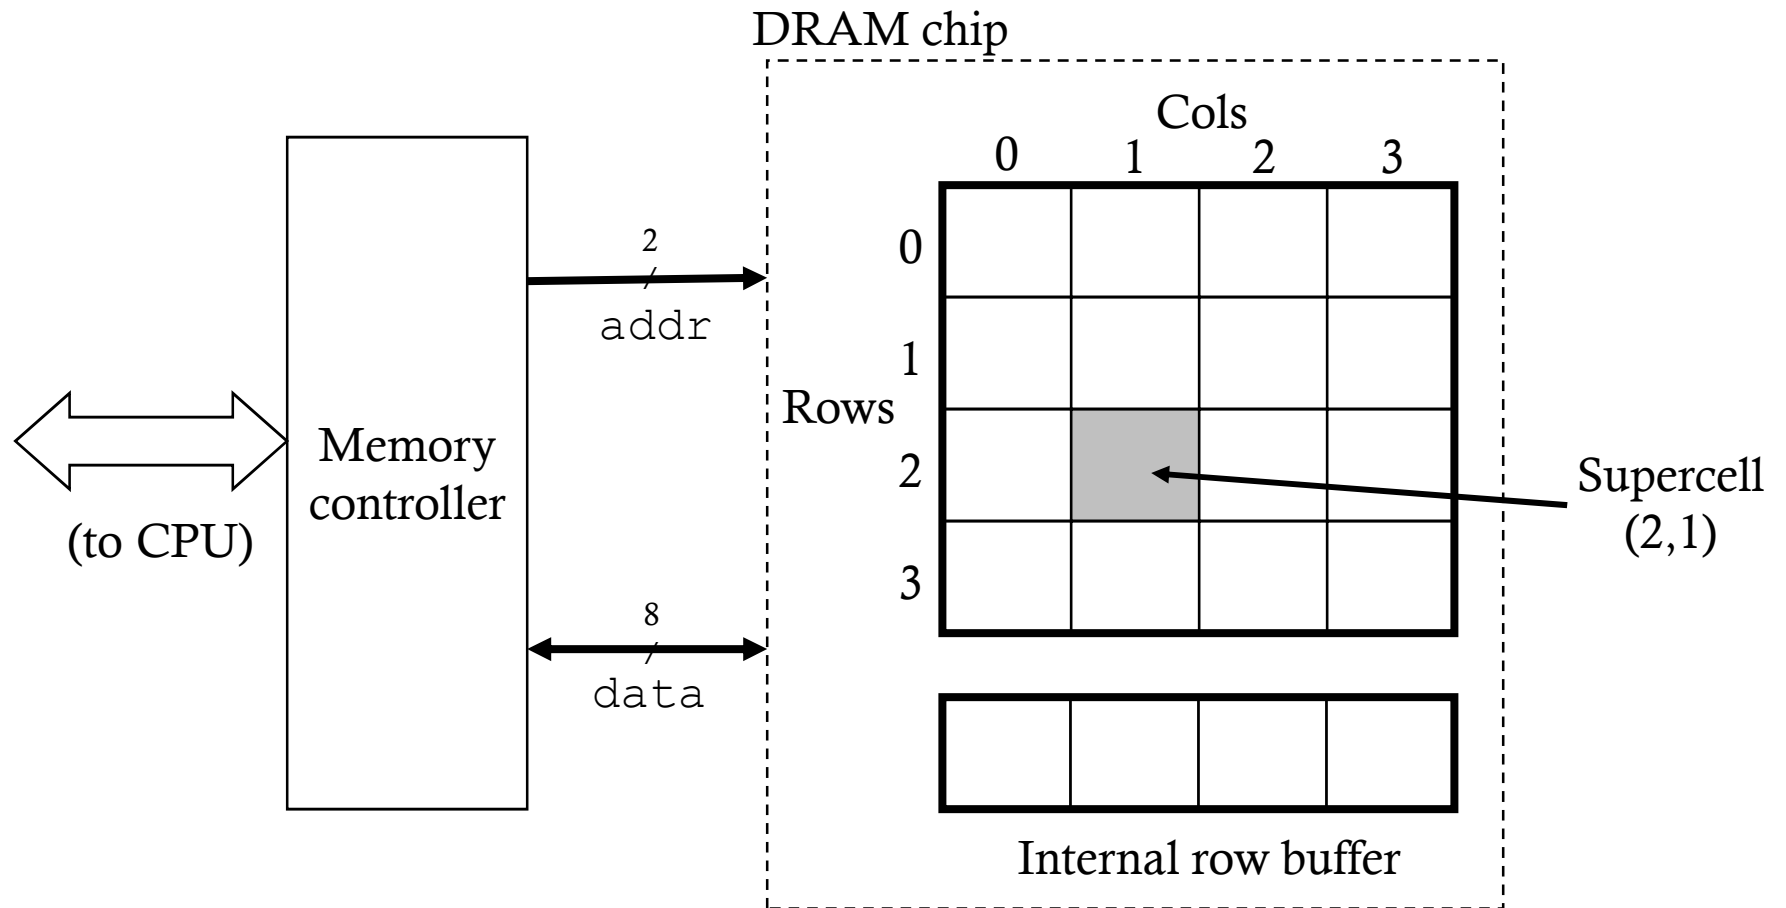 DRAM chip
Cols
0 1 2 3
2
addr
0
1
Rows
2
3
Memory
controller
(to CPU)
Supercell
(2,1)
8
data
Internal row buffer